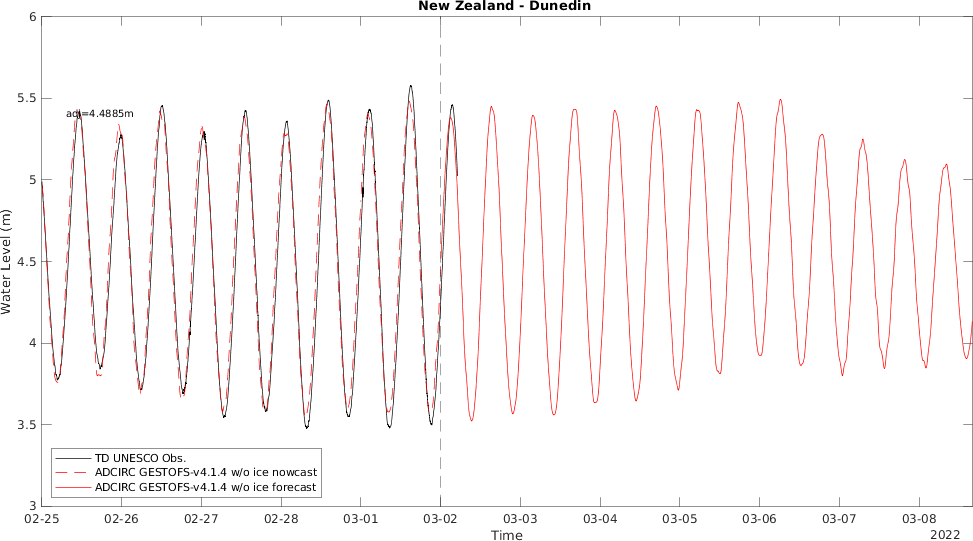 New Zealand - Dunedin
6
5.5
adj=4.4885m
5
4.5
4
3.5
3
Water Level (m)
TD UNESCO Obs.
ADCIRC GESTOFS-v4.1.4 w/o ice nowcast
ADCIRC GESTOFS-v4.1.4 w/o ice forecast
02-25 02-26 02-27 02-28 03-01 03-02 03-03 03-04 03-05 03-06 03-07 03-08
Time
2022